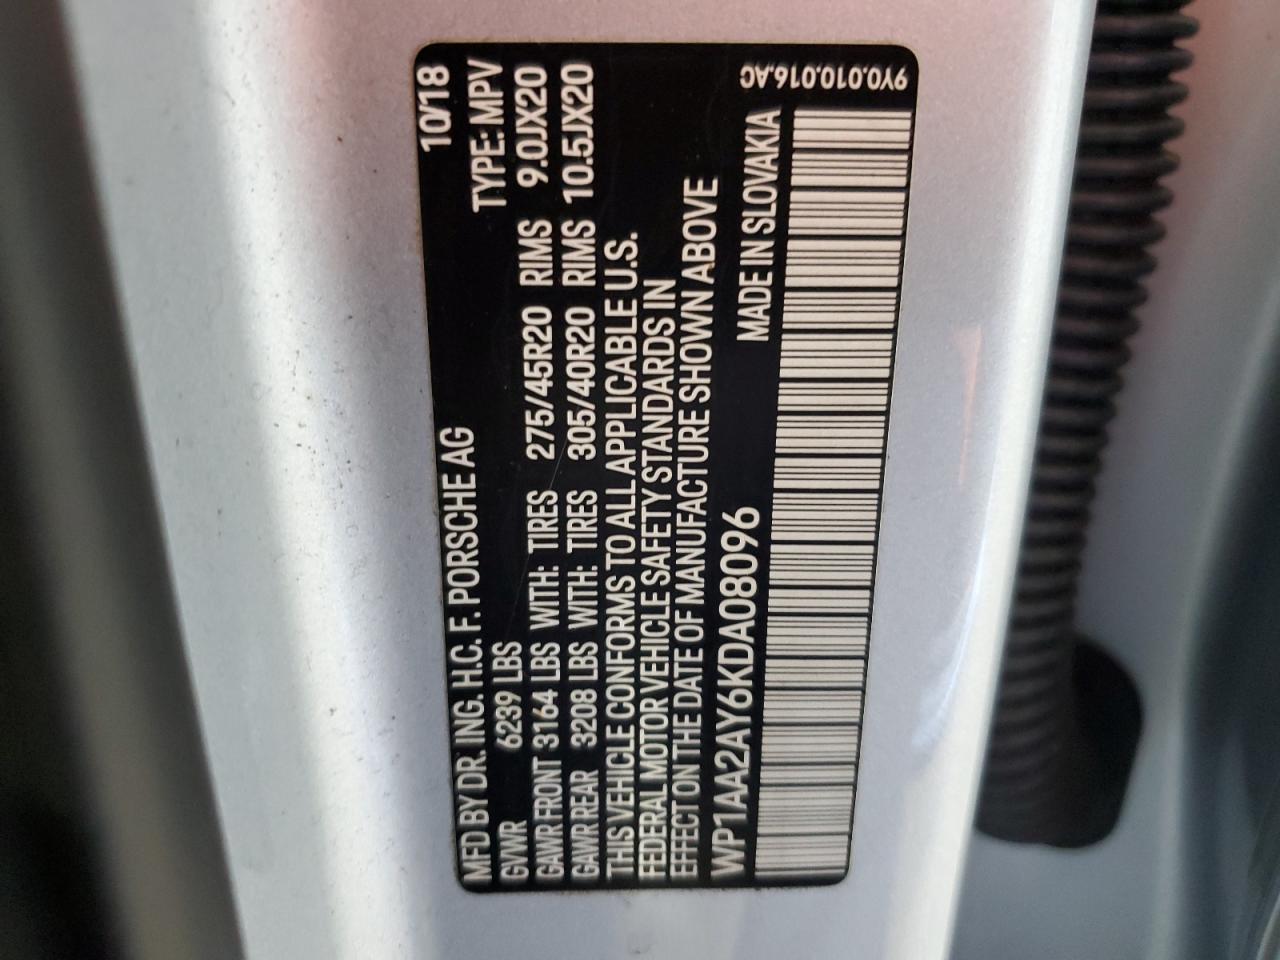 10/18
MFD BY DR. ING. H.C. F. PORSCHE AG TYPE: MPV
GVWR 6239 LBS
GAWR FRONT 3164 LBS WITH: TIRES 275/45R20 RIMS 9.0JX20
GAWR REAR 3208 LBS WITH: TIRES 305/40R20 RIMS 10.5JX20
THIS VEHICLE CONFORMS TO ALL APPLICABLE U.S.
FEDERAL MOTOR VEHICLE SAFETY STANDARDS IN
EFFECT ON THE DATE OF MANUFACTURE SHOWN ABOVE
WP1AA2AY6KDA08096 MADE IN SLOVAKIA
9Y0.010.016.AC